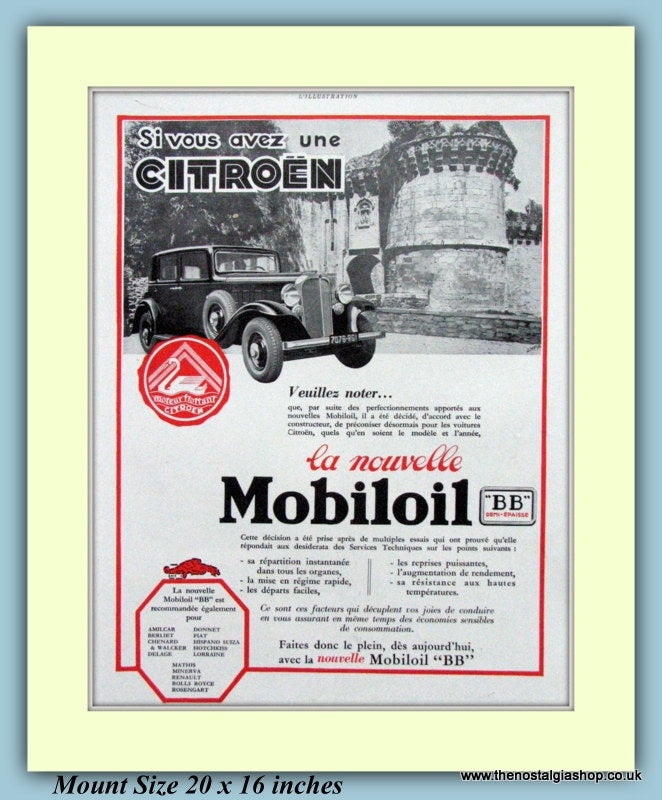 L'ILLUSTRATION
Si vous avez une
CITROËN
7078-RG1
moteur flottant
CITROËN
Veuillez noter...
que, par suite des perfectionnements apportés aux
nouvelles Mobiloil, il a été décidé, d'accord avec le
constructeur, de préconiser désormais pour les voitures
Citroën, quels qu'en soient le modèle et l'année,
la nouvelle
Mobiloil "BB"
DEMI-ÉPAISSE
Cette décision a été prise après de multiples essais qui ont prouvé qu'elle
répondait aux desiderata des Services Techniques sur les points suivants :
- sa répartition instantanée
dans tous les organes,
- la mise en régime rapide,
- les départs faciles,
- les reprises puissantes,
- l'augmentation de rendement,
- sa résistance aux hautes
températures.
Ce sont ces facteurs qui décuplent vos joies de conduire
en vous assurant en même temps des économies sensibles
de consommation.
Faites donc le plein, dès aujourd'hui,
avec la nouvelle Mobiloil "BB"
La nouvelle
Mobiloil "BB" est
recommandée également
pour
AMILCAR DONNET
BERLIET FIAT
CHENARD HISPANO SUIZA
& WALCKER HOTCHKISS
DELAGE LORRAINE
MATHIS
MINERVA
RENAULT
ROLLS ROYCE
ROSENGART
Mount Size 20 x 16 inches
www.thenostalgiashop.co.uk